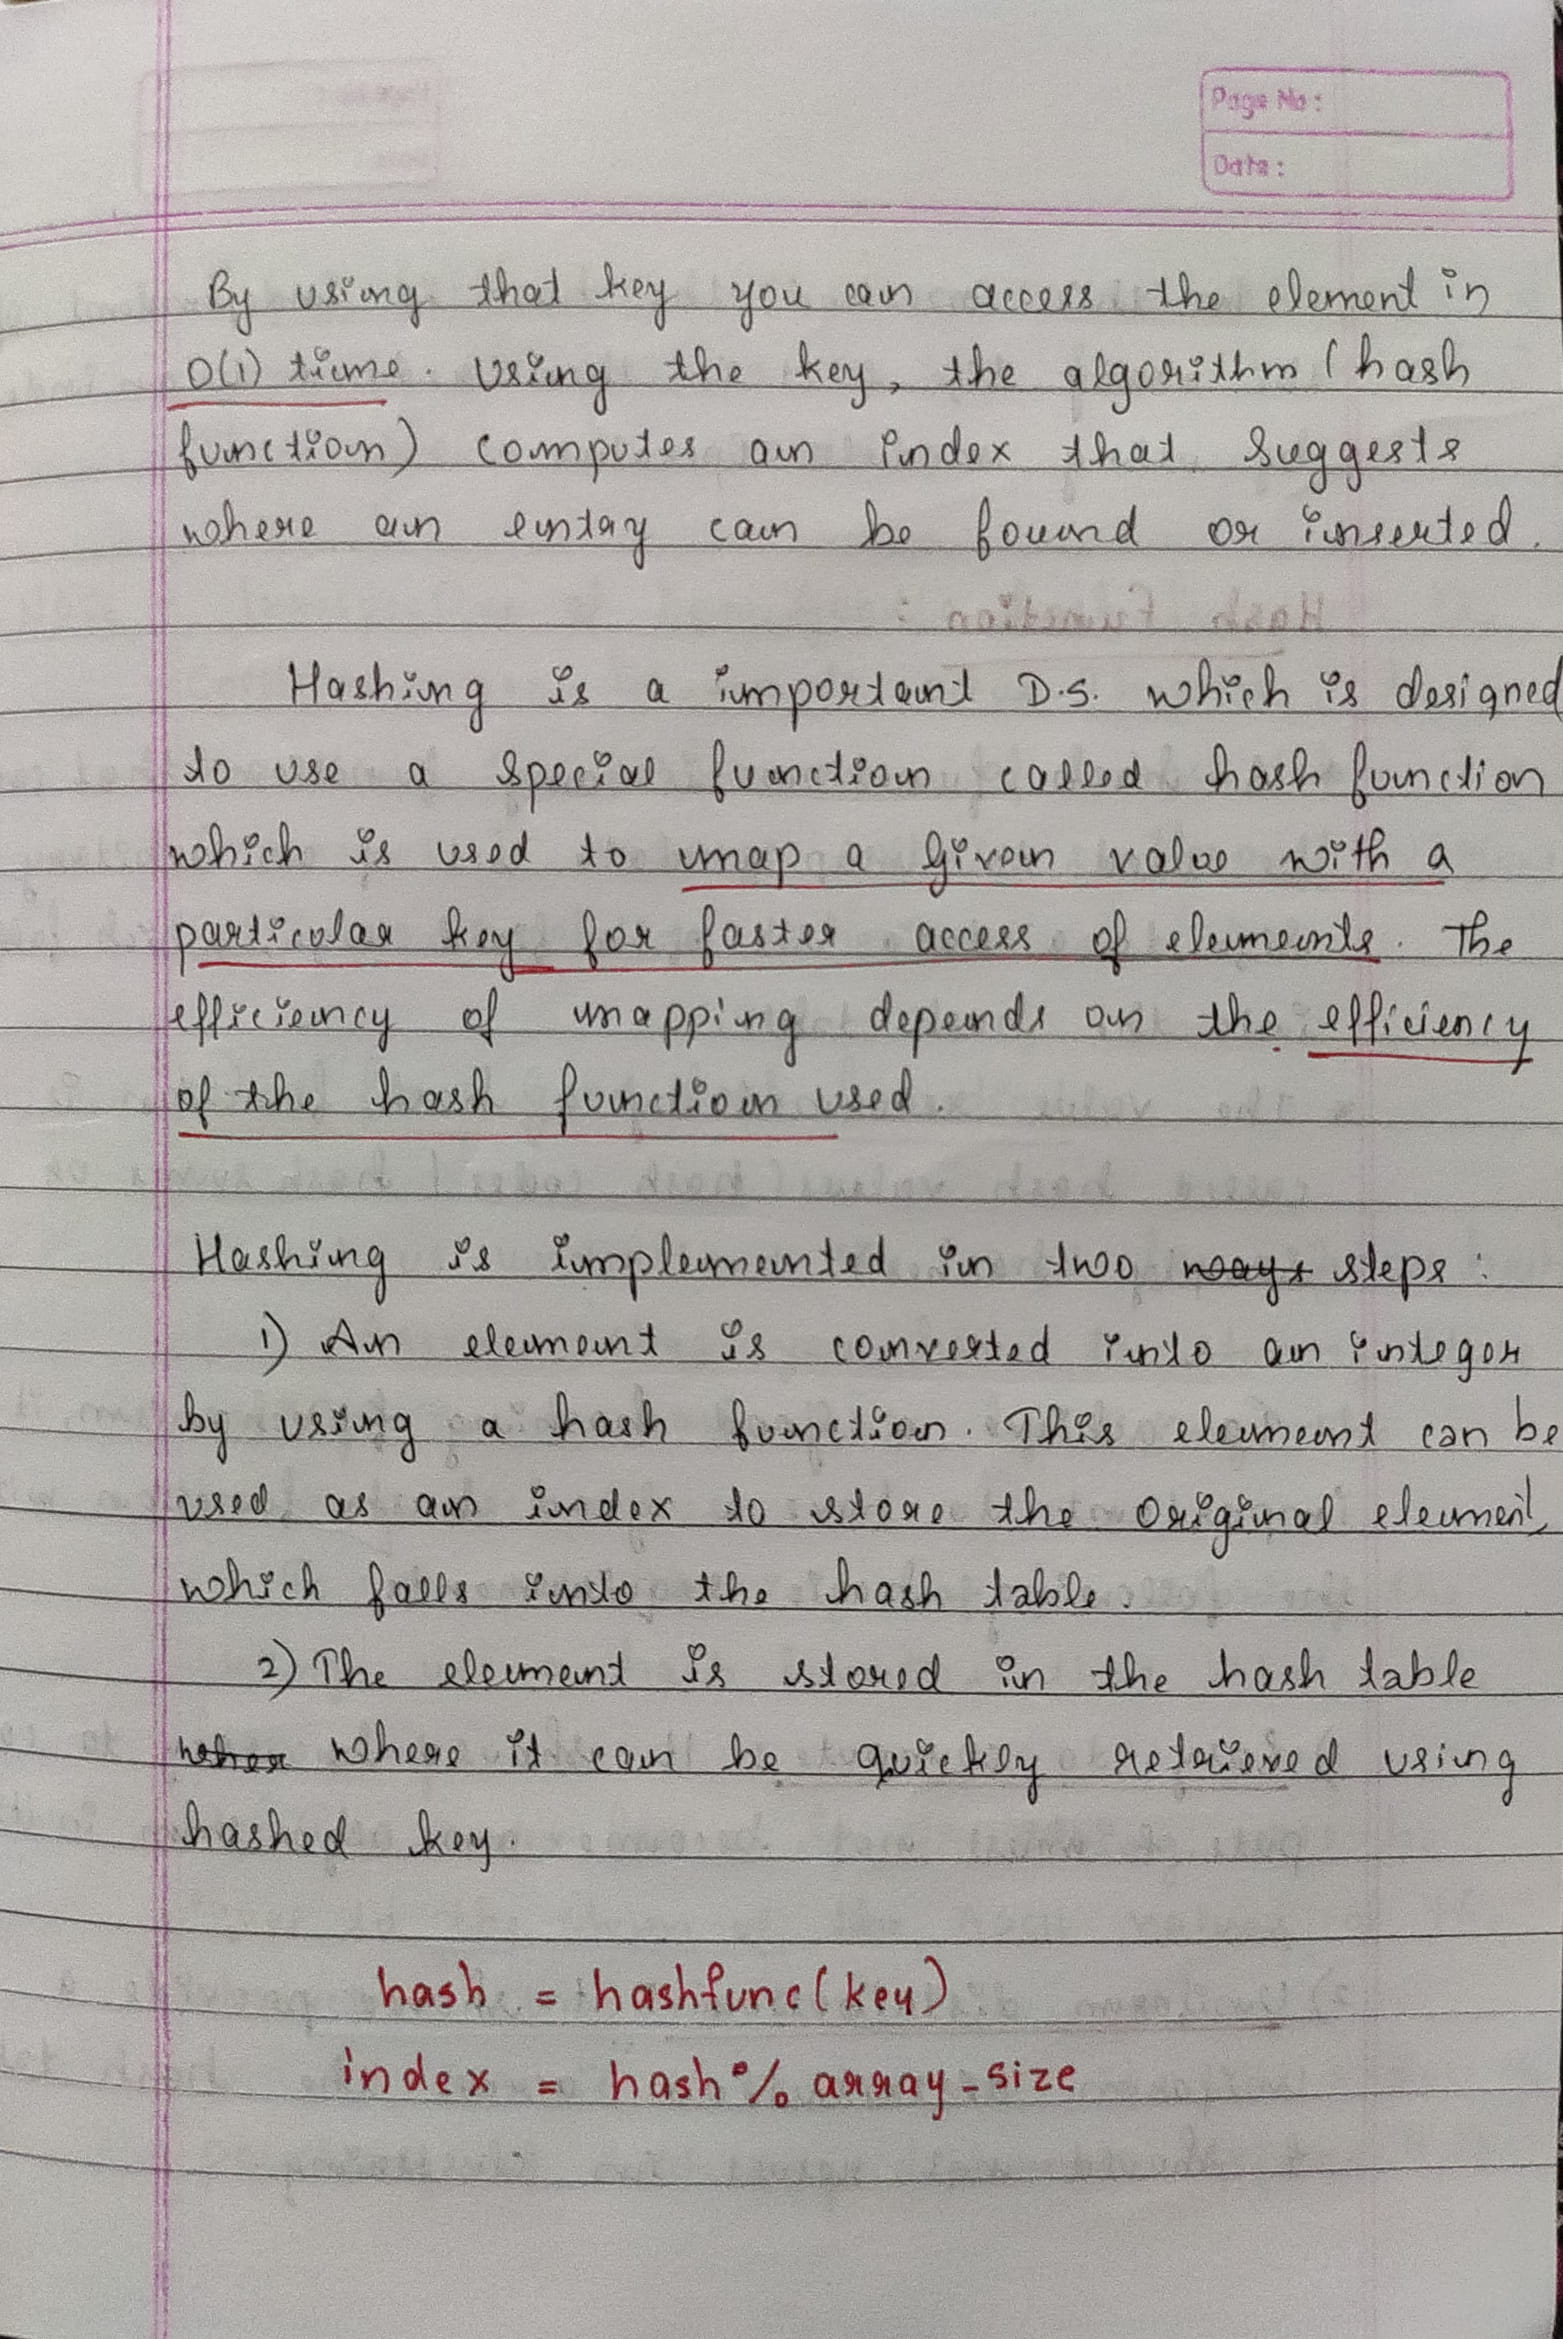 Page No:
Date:
By using that key you can access the element in
O(1) time. Using the key, the algorithm (hash
function) computes an index that suggests
where an entry can be found or inserted.
Hashing is a important D.S. which is designed
to use a special function called hash function
which is used to map a given value with a
particular key for faster access of elements. The
efficiency of mapping depends on the efficiency
of the hash function used.
Hashing is implemented in two ways steps:
1) An element is converted into an integer
by using a hash function. This element can be
used as an index to store the original element,
which falls into the hash table.
2) The element is stored in the hash table
where it can be quickly retrieved using
hashed key.
hash = hashfunc(key)
index = hash % array_size